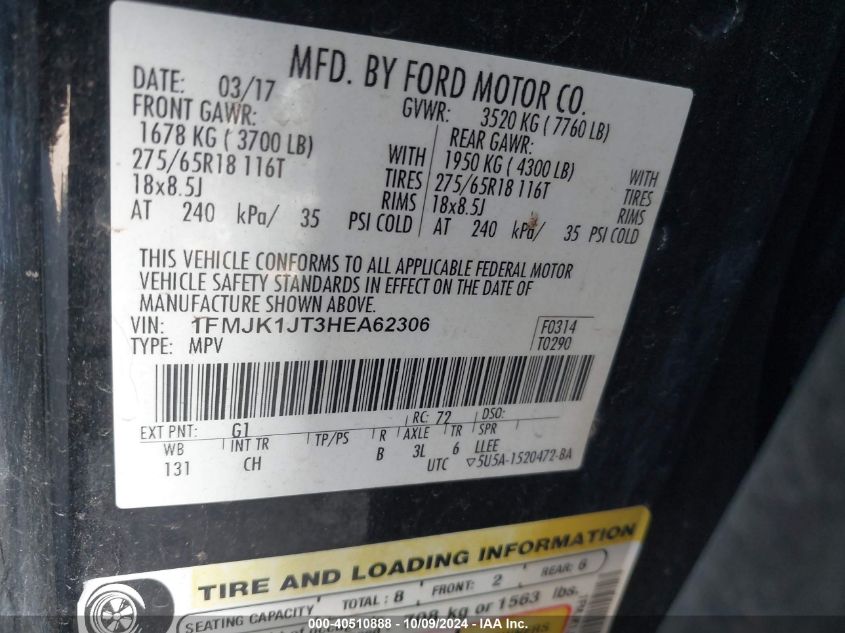 MFD. BY FORD MOTOR CO.
DATE: 03/17 GVWR: 3520 KG ( 7760 LB)
FRONT GAWR: REAR GAWR:
1678 KG ( 3700 LB) WITH 1950 KG ( 4300 LB) WITH
275/65R18 116T TIRES 275/65R18 116T TIRES
18x8.5J RIMS 18x8.5J RIMS
AT 240 kPa/ 35 PSI COLD AT 240 kPa/ 35 PSI COLD
THIS VEHICLE CONFORMS TO ALL APPLICABLE FEDERAL MOTOR
VEHICLE SAFETY STANDARDS IN EFFECT ON THE DATE OF
MANUFACTURE SHOWN ABOVE.
VIN: 1FMJK1JT3HEA62306 F0314
TYPE: MPV T0290
EXT PNT: G1 RC: 72 DSO:
WB INT TR TP/PS R AXLE TR SPR
131 CH B 3L 6 LLEE
UTC ▽5U5A-1520472-BA
TIRE AND LOADING INFORMATION
SEATING CAPACITY TOTAL: 8 FRONT: 2 REAR: 6
kg or 1563 lbs.
000-40510888 - 10/09/2024 - IAA Inc.